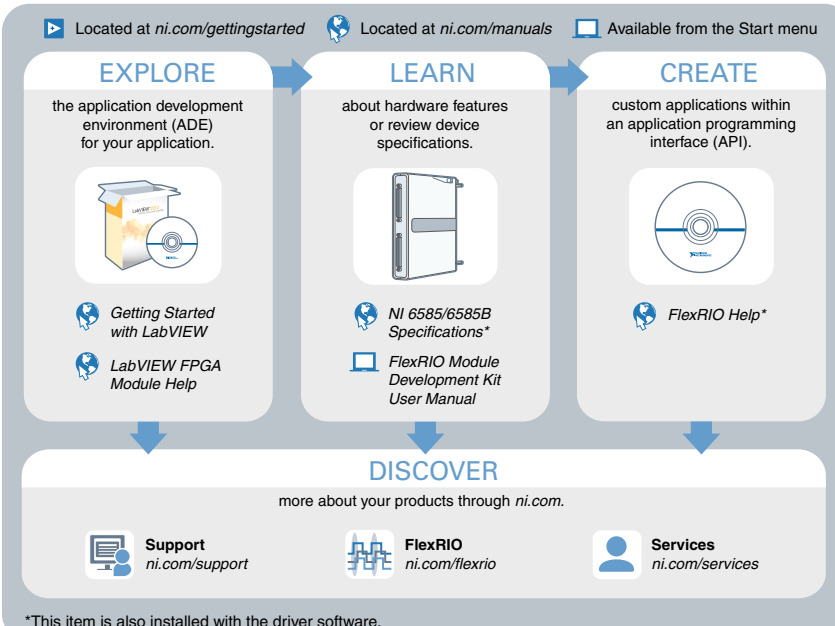 Located at ni.com/gettingstarted
Located at ni.com/manuals
Available from the Start menu
EXPLORE
the application development
environment (ADE)
for your application.
LabVIEW
Getting Started
with LabVIEW
LabVIEW FPGA
Module Help
LEARN
about hardware features
or review device
specifications.
NI 6585/6585B
Specifications*
FlexRIO Module
Development Kit
User Manual
CREATE
custom applications within
an application programming
interface (API).
FlexRIO Help*
DISCOVER
more about your products through ni.com.
Support
ni.com/support
FlexRIO
ni.com/flexrio
Services
ni.com/services
*This item is also installed with the driver software.